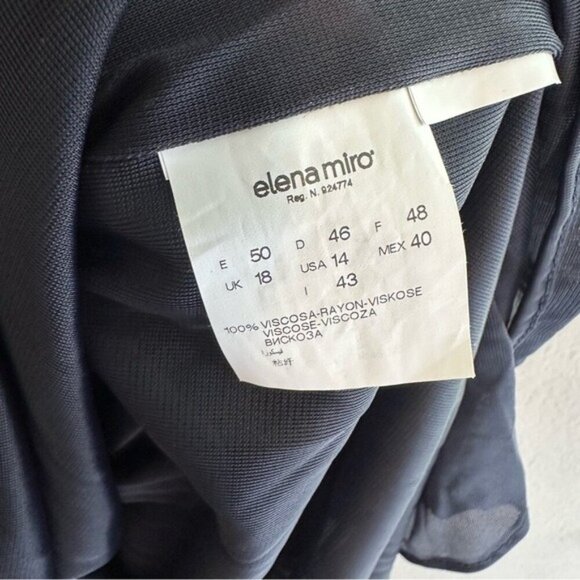 elena miro
Reg. N. 924774
E 50 D 46 F 48
UK 18 USA 14 MEX 40
I 43
100% VISCOSA-RAYON-VISKOSE
VISCOSE-VISCOZA
ВИСКОЗА